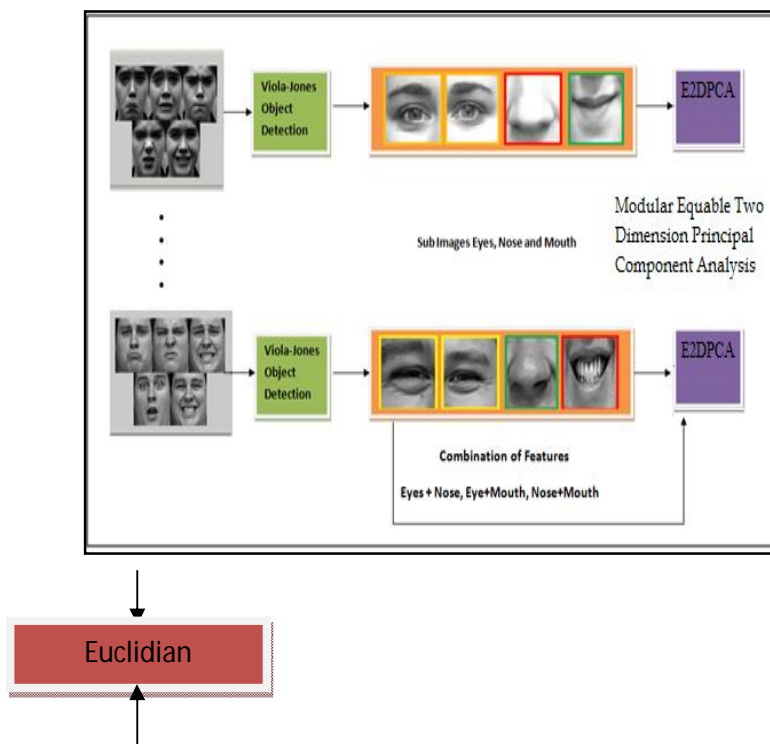 Viola-Jones
Object
Detection
E2DPCA
Sub Images Eyes, Nose and Mouth
Modular Equable Two
Dimension Principal
Component Analysis
Viola-Jones
Object
Detection
E2DPCA
Combination of Features
Eyes + Nose, Eye+Mouth, Nose+Mouth
Euclidian